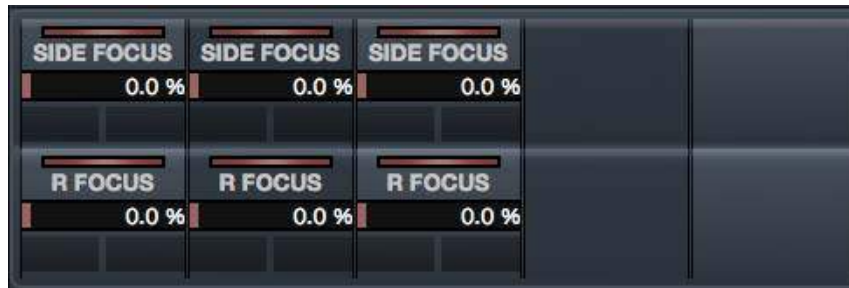 SIDE FOCUS SIDE FOCUS SIDE FOCUS
0.0 % 0.0 % 0.0 %
R FOCUS R FOCUS R FOCUS
0.0 % 0.0 % 0.0 %